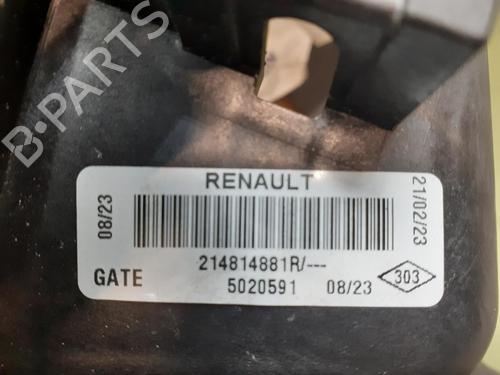 B-PARTS
RENAULT
08/23
21/02/23
214814881R/---
GATE
5020591 08/23
303